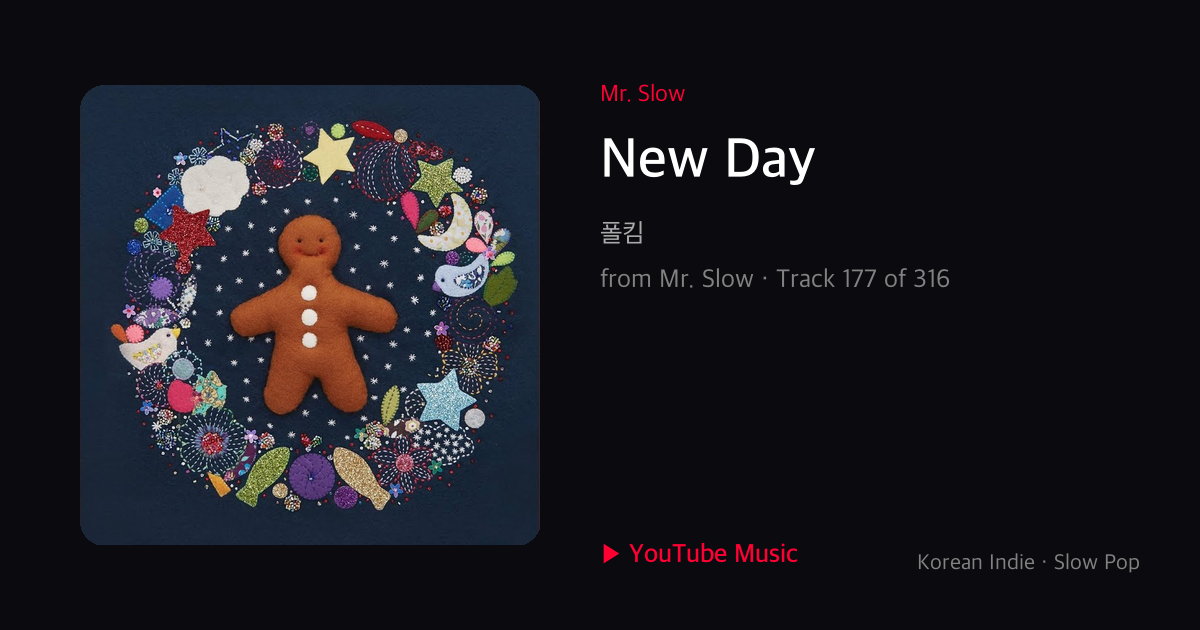 Mr. Slow
New Day
폴킴
from Mr. Slow · Track 177 of 316
YouTube Music
Korean Indie · Slow Pop